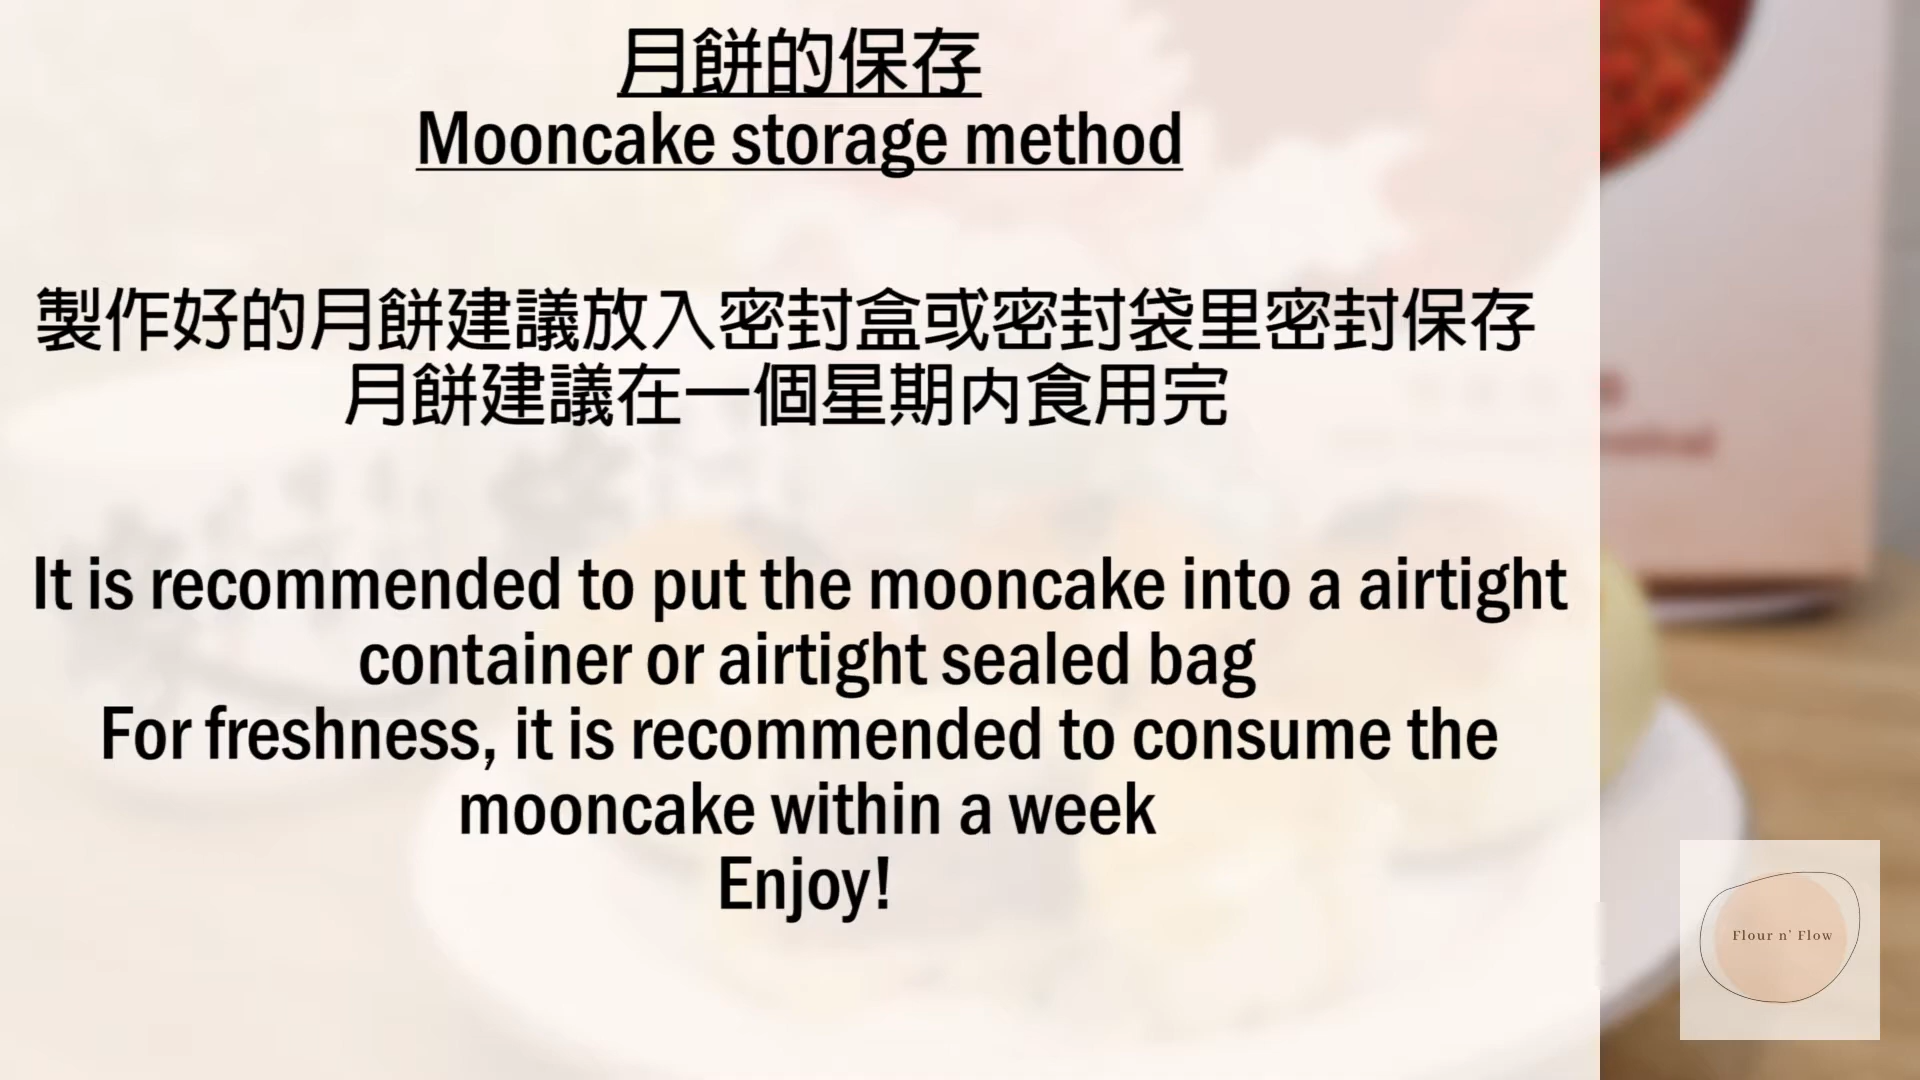 月餅的保存
Mooncake storage method
製作好的月餅建議放入密封盒或密封袋里密封保存
月餅建議在一個星期内食用完
It is recommended to put the mooncake into a airtight
container or airtight sealed bag
For freshness, it is recommended to consume the
mooncake within a week
Enjoy!
Flour n' Flow